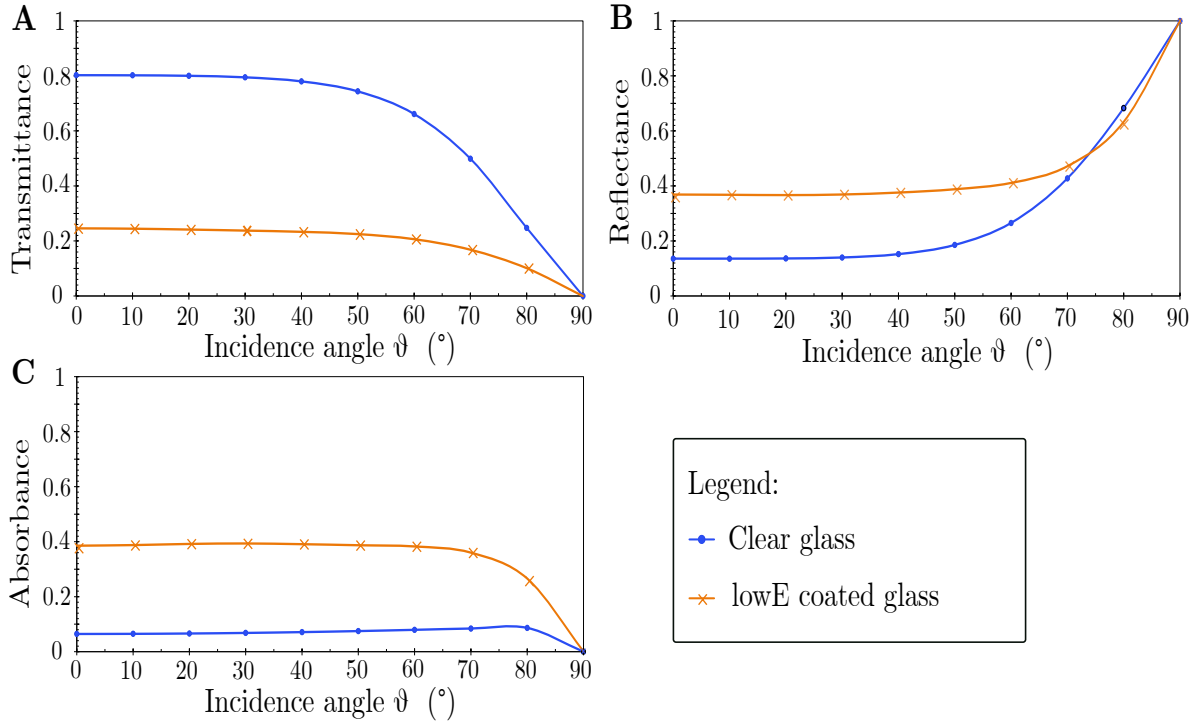 A
Transmittance
1
0.8
0.6
0.4
0.2
0
0 10 20 30 40 50 60 70 80 90
Incidence angle ϑ (°)
B
Reflectance
1
0.8
0.6
0.4
0.2
0
0 10 20 30 40 50 60 70 80 90
Incidence angle ϑ (°)
C
Absorbance
1
0.8
0.6
0.4
0.2
0
0 10 20 30 40 50 60 70 80 90
Incidence angle ϑ (°)
Legend:
Clear glass
lowE coated glass